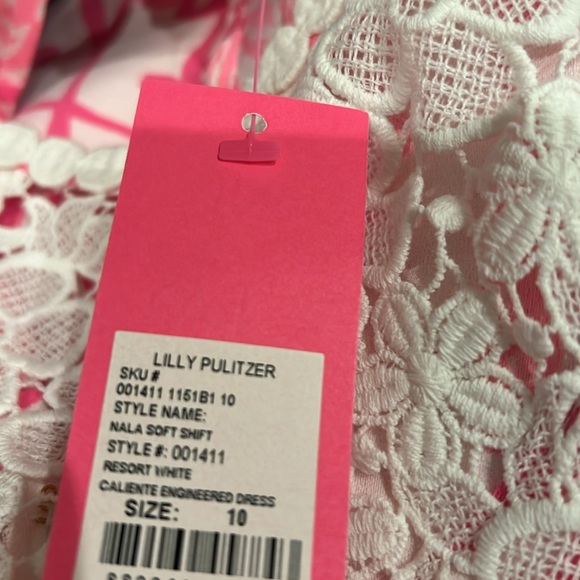 LILLY PULITZER
SKU #
001411 1151B1 10
STYLE NAME:
NALA SOFT SHIFT
STYLE #: 001411
RESORT WHITE
CALIENTE ENGINEERED DRESS
SIZE: 10